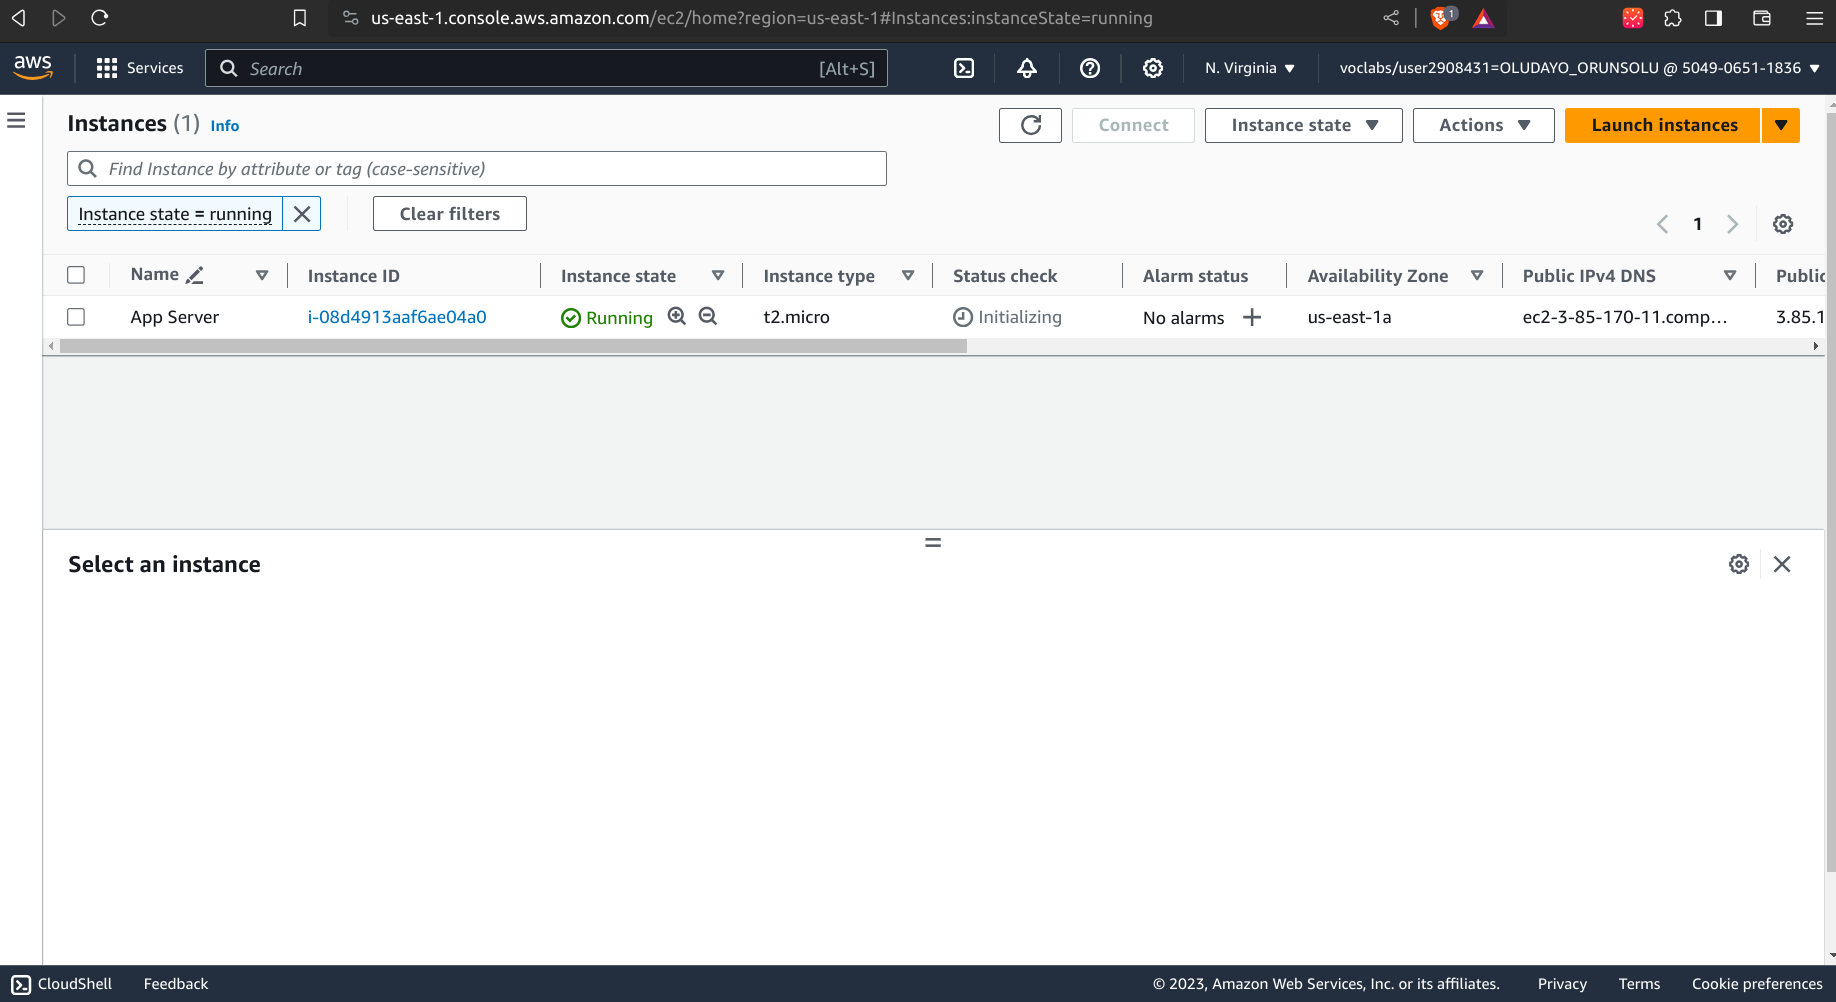 us-east-1.console.aws.amazon.com/ec2/home?region=us-east-1#Instances:instanceState=running
1
aws
Services
Search
[Alt+S]
N. Virginia
voclabs/user2908431=OLUDAYO_ORUNSOLU @ 5049-0651-1836
Instances (1) Info
Connect
Instance state
Actions
Launch instances
Find Instance by attribute or tag (case-sensitive)
Instance state = running
Clear filters
1
Name Instance ID Instance state Instance type Status check Alarm status Availability Zone Public IPv4 DNS Public
App Server i-08d4913aaf6ae04a0 Running t2.micro Initializing No alarms us-east-1a ec2-3-85-170-11.comp... 3.85.1
Select an instance
CloudShell Feedback © 2023, Amazon Web Services, Inc. or its affiliates. Privacy Terms Cookie preferences